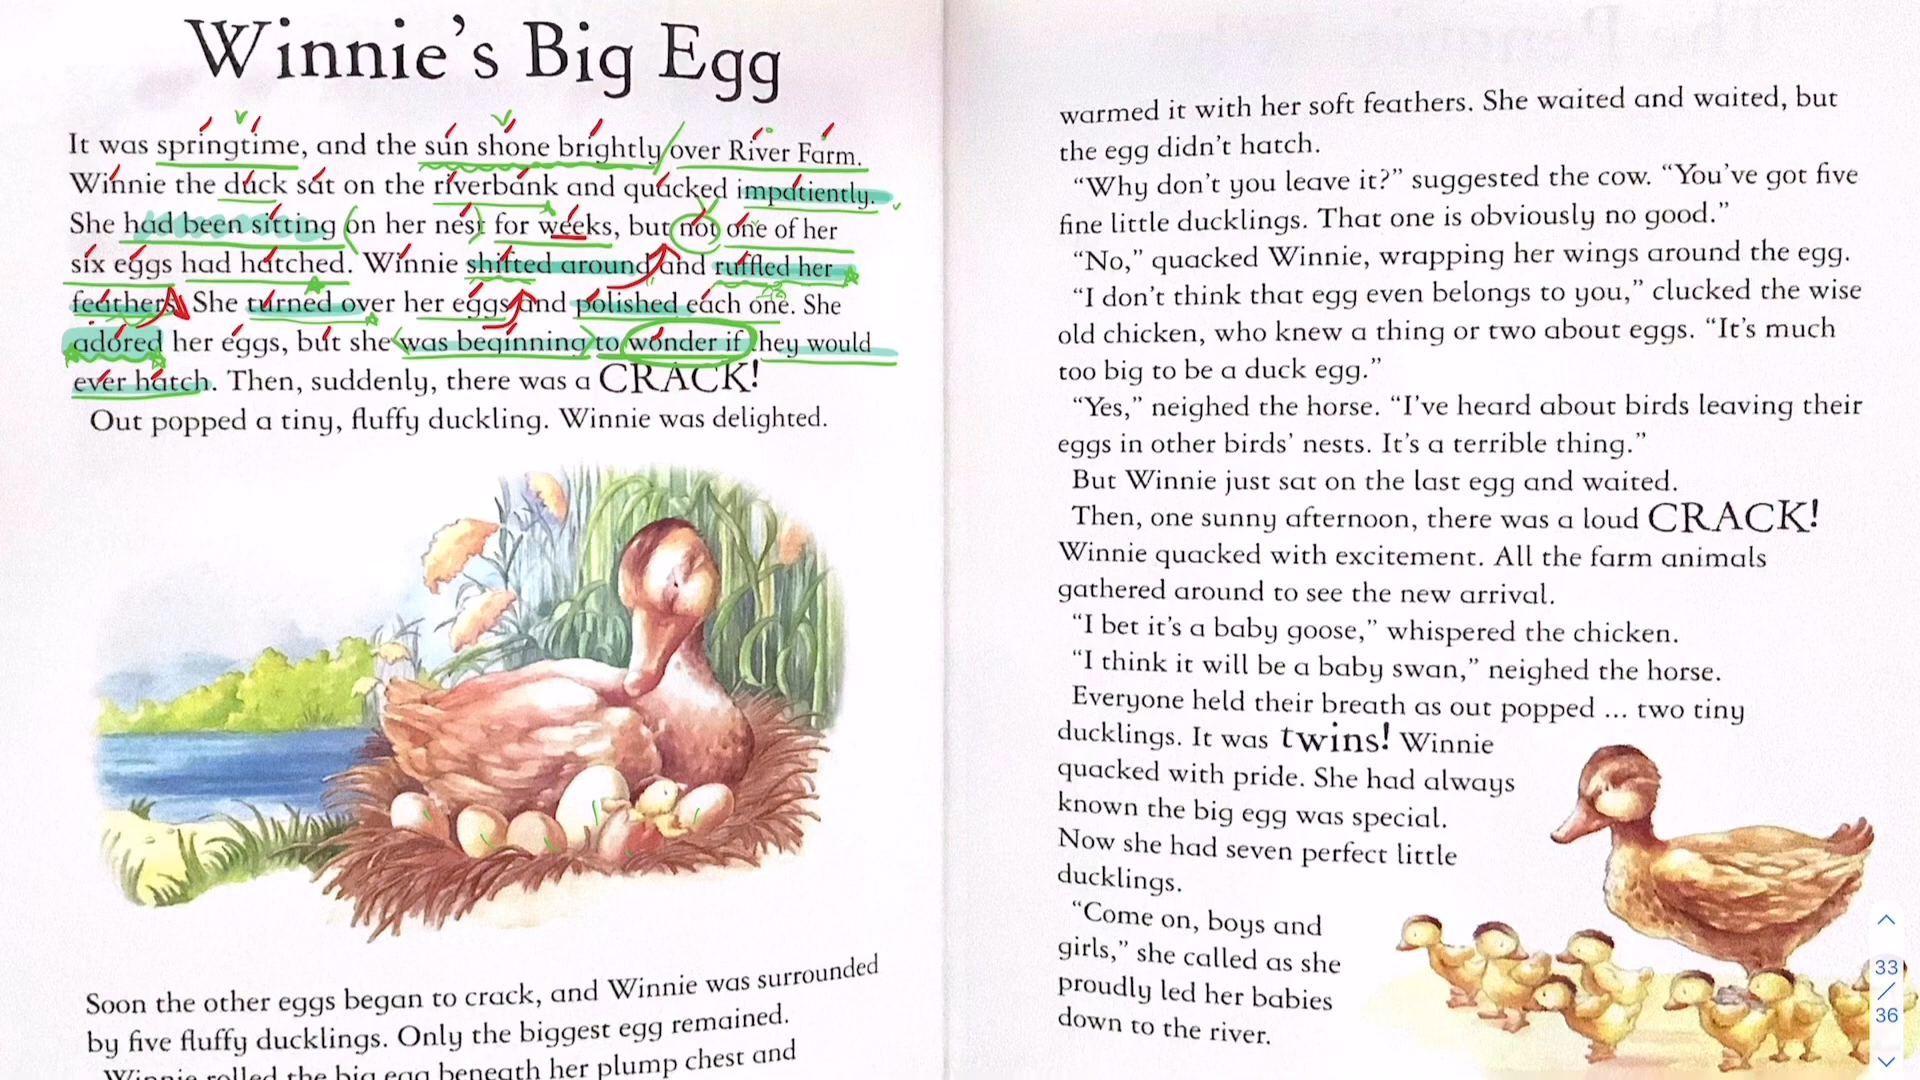 Winnie's Big Egg
It was springtime, and the sun shone brightly over River Farm.
Winnie the duck sat on the riverbank and quacked impatiently.
She had been sitting on her nest for weeks, but not one of her
six eggs had hatched. Winnie shifted around and ruffled her
feathers. She turned over her eggs and polished each one. She
adored her eggs, but she was beginning to wonder if they would
ever hatch. Then, suddenly, there was a CRACK!
Out popped a tiny, fluffy duckling. Winnie was delighted.
Soon the other eggs began to crack, and Winnie was surrounded
by five fluffy ducklings. Only the biggest egg remained.
Winnie rolled the big egg beneath her plump chest and
warmed it with her soft feathers. She waited and waited, but
the egg didn't hatch.
"Why don't you leave it?" suggested the cow. "You've got five
fine little ducklings. That one is obviously no good."
"No," quacked Winnie, wrapping her wings around the egg.
"I don't think that egg even belongs to you," clucked the wise
old chicken, who knew a thing or two about eggs. "It's much
too big to be a duck egg."
"Yes," neighed the horse. "I've heard about birds leaving their
eggs in other birds' nests. It's a terrible thing."
But Winnie just sat on the last egg and waited.
Then, one sunny afternoon, there was a loud CRACK!
Winnie quacked with excitement. All the farm animals
gathered around to see the new arrival.
"I bet it's a baby goose," whispered the chicken.
"I think it will be a baby swan," neighed the horse.
Everyone held their breath as out popped ... two tiny
ducklings. It was twins! Winnie
quacked with pride. She had always
known the big egg was special.
Now she had seven perfect little
ducklings.
"Come on, boys and
girls," she called as she
proudly led her babies
down to the river.
33
/
36